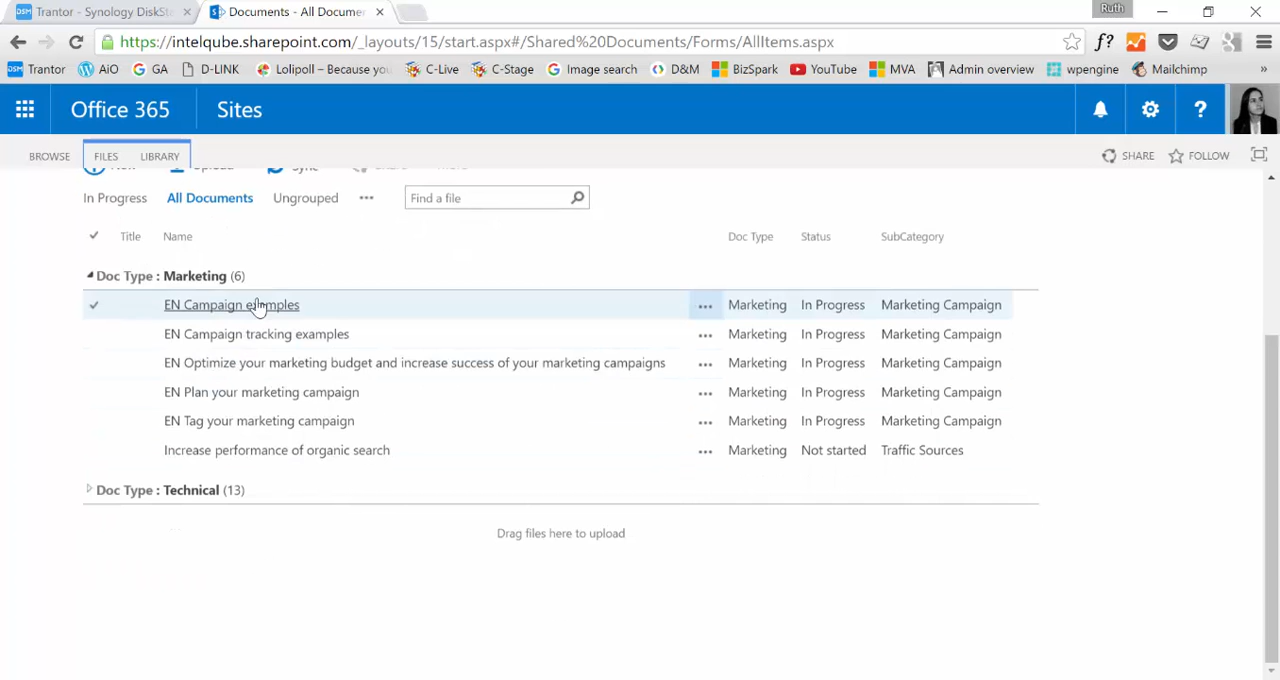 Trantor - Synology DiskSt
Documents - All Documer
Ruth
https://intelqube.sharepoint.com/_layouts/15/start.aspx#/Shared%20Documents/Forms/AllItems.aspx
f?
DSM Trantor AiO GA D-LINK Lolipoll – Because you C-Live C-Stage Image search D&M BizSpark YouTube MVA Admin overview wpengine Mailchimp »
Office 365 Sites ?
BROWSE FILES LIBRARY SHARE FOLLOW
In Progress All Documents Ungrouped ••• Find a file
Title Name Doc Type Status SubCategory
Doc Type : Marketing (6)
EN Campaign examples ••• Marketing In Progress Marketing Campaign
EN Campaign tracking examples ••• Marketing In Progress Marketing Campaign
EN Optimize your marketing budget and increase success of your marketing campaigns ••• Marketing In Progress Marketing Campaign
EN Plan your marketing campaign ••• Marketing In Progress Marketing Campaign
EN Tag your marketing campaign ••• Marketing In Progress Marketing Campaign
Increase performance of organic search ••• Marketing Not started Traffic Sources
Doc Type : Technical (13)
Drag files here to upload